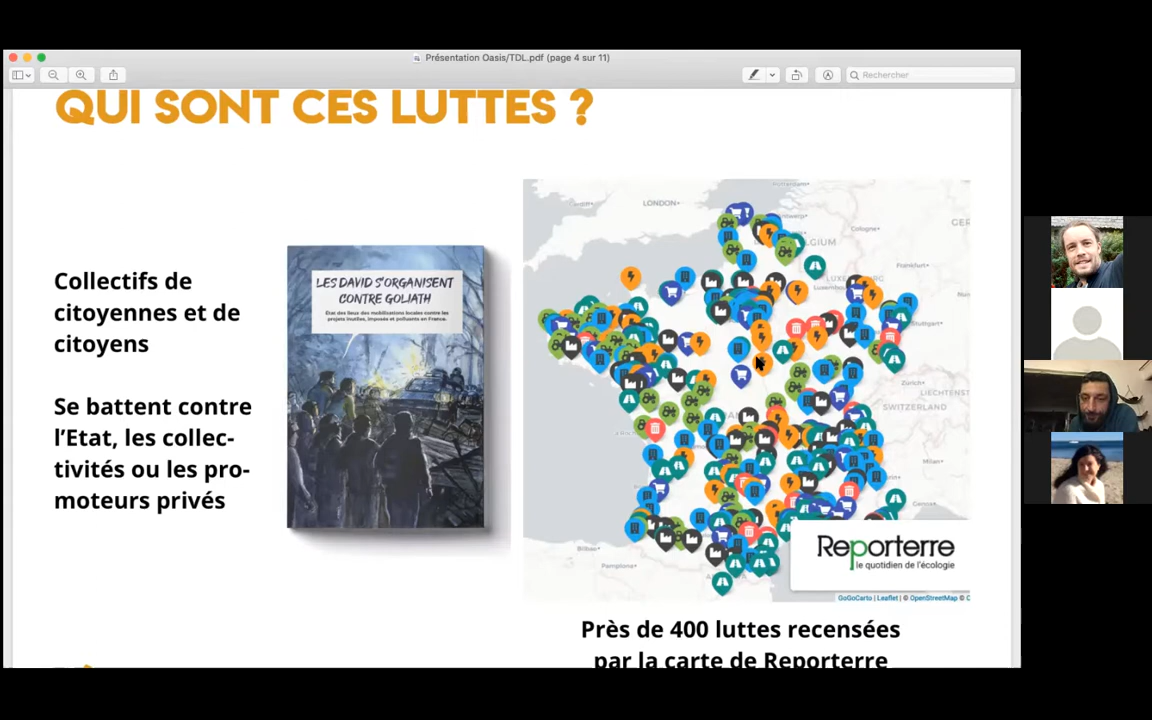 Présentation Oasis/TDL.pdf (page 4 sur 11)
Rechercher
QUI SONT CES LUTTES ?
Collectifs de
citoyennes et de
citoyens
Se battent contre
l'Etat, les collec-
tivités ou les pro-
moteurs privés
LES DAVID S'ORGANISENT
CONTRE GOLIATH
Etat des lieux des mobilisations locales contre les
projets inutiles, imposés et polluants en France.
LONDON
Cologne
Frankfurt
Stuttgart
Zürich
LIECHTENST
SWITZERLAND
Milan
Genoa
Bilbao
Pamplona
Reporterre
le quotidien de l'écologie
GoGoCarto | Leaflet | © OpenStreetMap ©
Près de 400 luttes recensées
par la carte de Reporterre